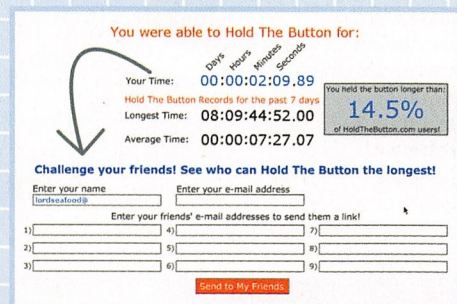 You were able to Hold The Button for:
Days Hours Minutes Seconds
Your Time: 00:00:02:09.89
Hold The Button Records for the past 7 days
Longest Time: 08:09:44:52.00
Average Time: 00:00:07:27.07
You held the button longer than:
14.5%
of HoldTheButton.com users!
Challenge your friends! See who can Hold The Button the longest!
Enter your name Enter your e-mail address
lordseafood@
Enter your friends' e-mail addresses to send them a link!
1) 4) 7)
2) 5) 8)
3) 6) 9)
Send to My Friends